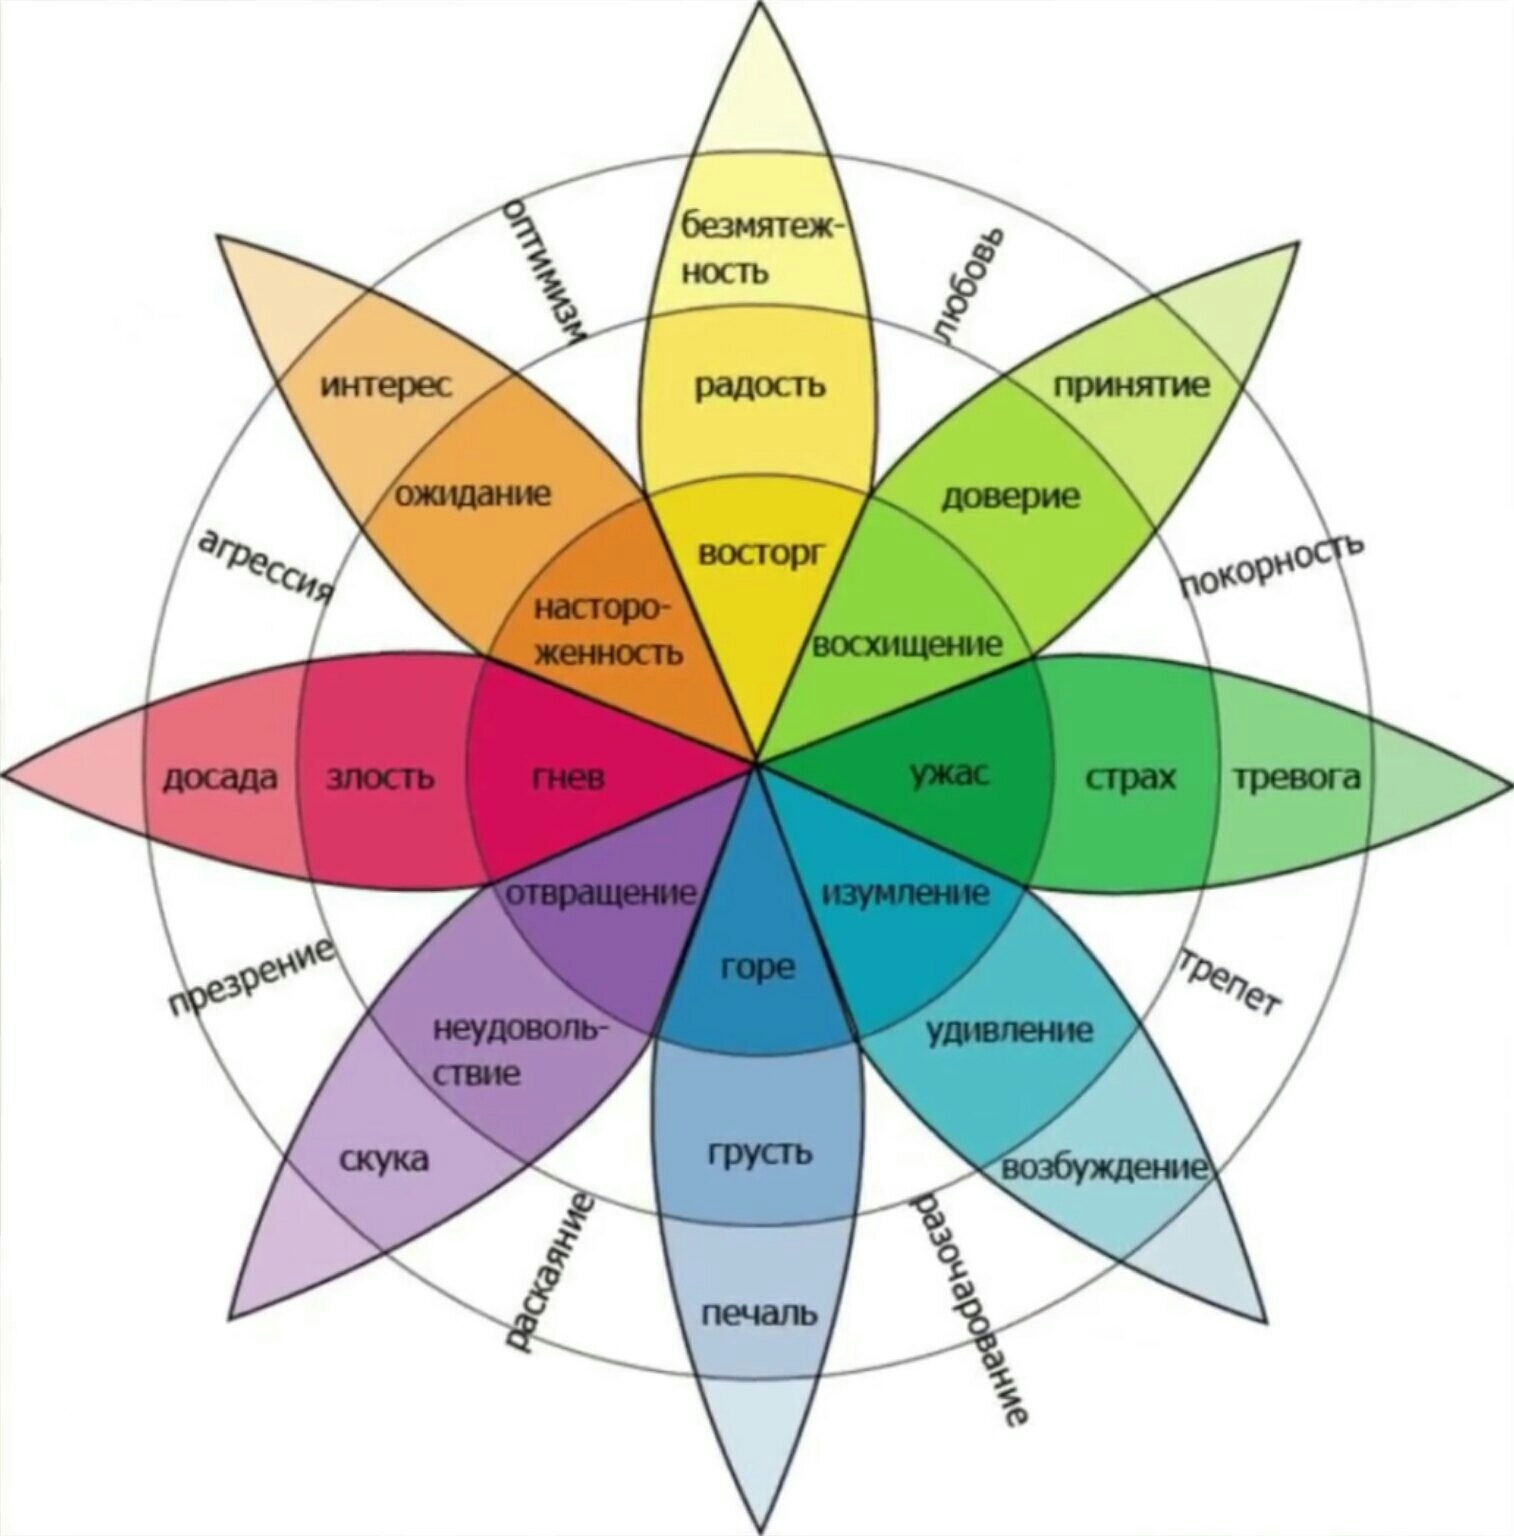 безмятеж-
ность
оптимизм
любовь
интерес
радость
принятие
ожидание
доверие
восторг
агрессия
покорность
насторо-
женность
восхищение
досада
злость
гнев
ужас
страх
тревога
отвращение
изумление
презрение
горе
трепет
неудоволь-
ствие
удивление
скука
грусть
возбуждение
раскаяние
разочарование
печаль